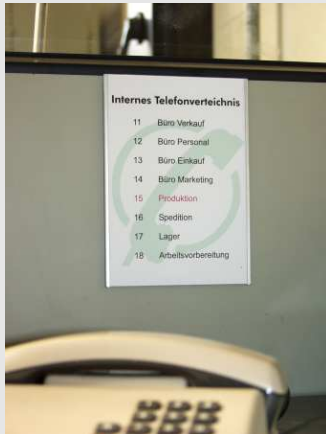 Internes Telefonverteichnis
11 Büro Verkauf
12 Büro Personal
13 Büro Einkauf
14 Büro Marketing
15 Produktion
16 Spedition
17 Lager
18 Arbeitsvorbereitung